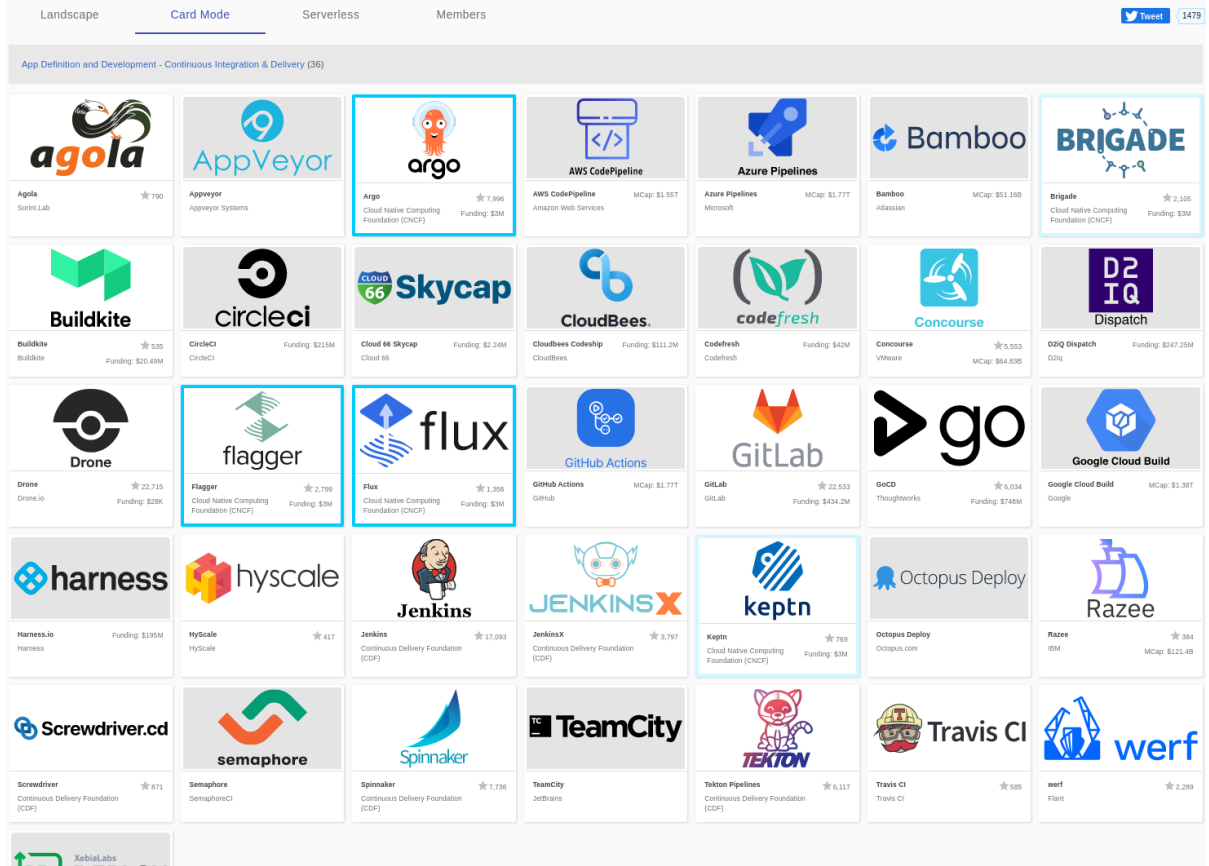 Landscape
Card Mode
Serverless
Members
Tweet
1479
App Definition and Development - Continuous Integration & Delivery (36)
agola
Agola
790
Sorint.Lab
AppVeyor
Appveyor
Appveyor Systems
argo
Argo
7,996
Cloud Native Computing
Foundation (CNCF)
Funding: $3M
AWS CodePipeline
AWS CodePipeline
MCap: $1.55T
Amazon Web Services
Azure Pipelines
Azure Pipelines
MCap: $1.77T
Microsoft
Bamboo
Bamboo
MCap: $51.16B
Atlassian
BRIGADE
Brigade
2,105
Cloud Native Computing
Foundation (CNCF)
Funding: $3M
Buildkite
Buildkite
535
Buildkite
Funding: $20.49M
circleci
CircleCI
Funding: $215M
CircleCI
CLOUD
66
Skycap
Cloud 66 Skycap
Funding: $2.24M
Cloud 66
CloudBees.
Cloudbees Codeship
Funding: $111.2M
CloudBees
codefresh
Codefresh
Funding: $42M
Codefresh
Concourse
Concourse
5,553
VMware
MCap: $64.83B
D2
IQ
Dispatch
D2iQ Dispatch
Funding: $247.25M
D2iq
Drone
Drone
22,715
Drone.io
Funding: $28K
flagger
Flagger
2,799
Cloud Native Computing
Foundation (CNCF)
Funding: $3M
flux
Flux
1,356
Cloud Native Computing
Foundation (CNCF)
Funding: $3M
GitHub Actions
GitHub Actions
MCap: $1.77T
GitHub
GitLab
GitLab
22,533
GitLab
Funding: $434.2M
go
GoCD
6,034
Thoughtworks
Funding: $748M
Google Cloud Build
Google Cloud Build
MCap: $1.38T
Google
harness
Harness.io
Funding: $195M
Harness
hyscale
HyScale
417
HyScale
Jenkins
Jenkins
17,093
Continuous Delivery Foundation
(CDF)
JENKINS X
JenkinsX
3,797
Continuous Delivery Foundation
(CDF)
keptn
Keptn
769
Cloud Native Computing
Foundation (CNCF)
Funding: $3M
Octopus Deploy
Octopus Deploy
Octopus.com
Razee
Razee
384
IBM
MCap: $121.4B
Screwdriver.cd
Screwdriver
871
Continuous Delivery Foundation
(CDF)
semaphore
Semaphore
SemaphoreCI
Spinnaker
Spinnaker
7,736
Continuous Delivery Foundation
(CDF)
TC
TeamCity
TeamCity
JetBrains
TEKTON
Tekton Pipelines
6,117
Continuous Delivery Foundation
(CDF)
T
Travis CI
Travis CI
585
Travis CI
werf
werf
2,289
Flant
XebiaLabs